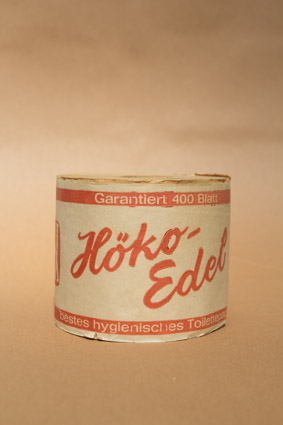 Garantiert 400 Blatt
Höko-
Edel
bestes hygienisches